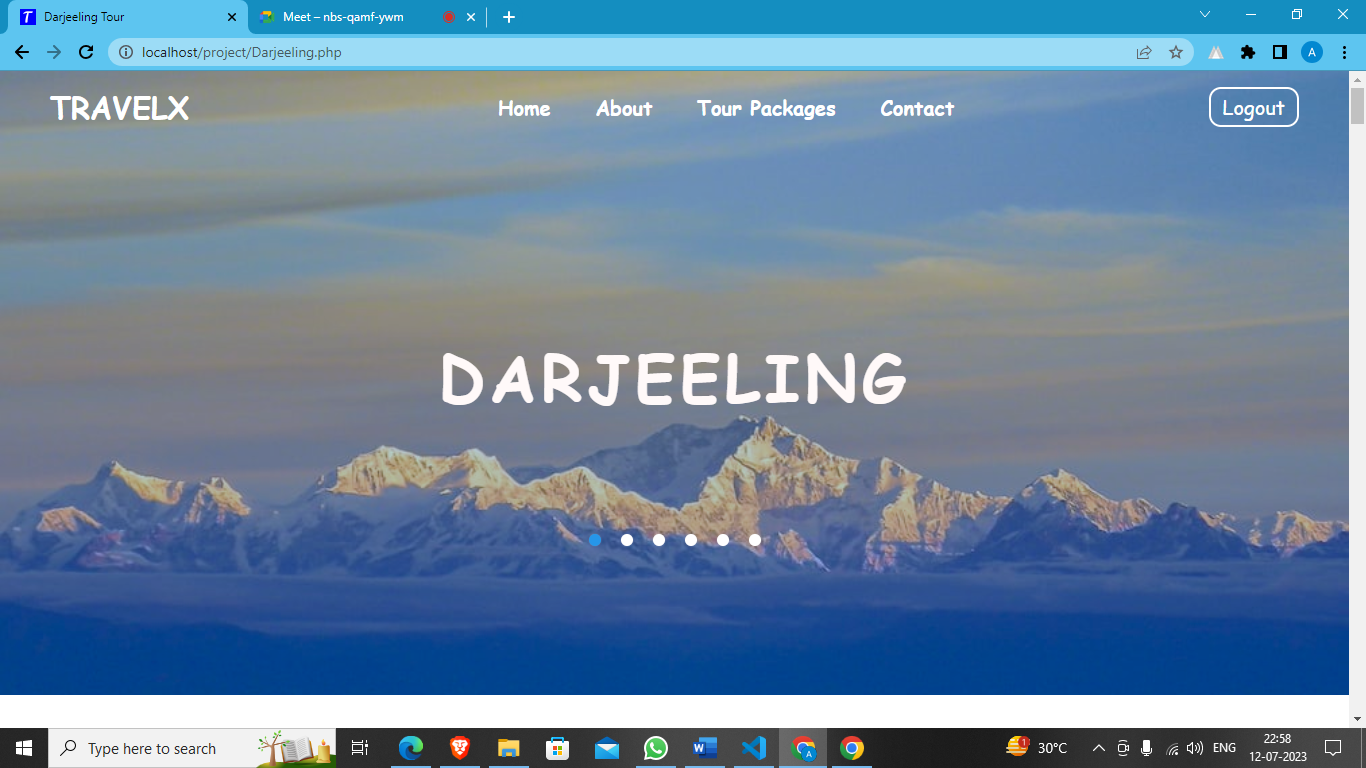 Darjeeling Tour
Meet – nbs-qamf-ywm
localhost/project/Darjeeling.php
A
TRAVELX
Home About Tour Packages Contact
Logout
DARJEELING
Type here to search
A
1
30°C
ENG
22:58
12-07-2023